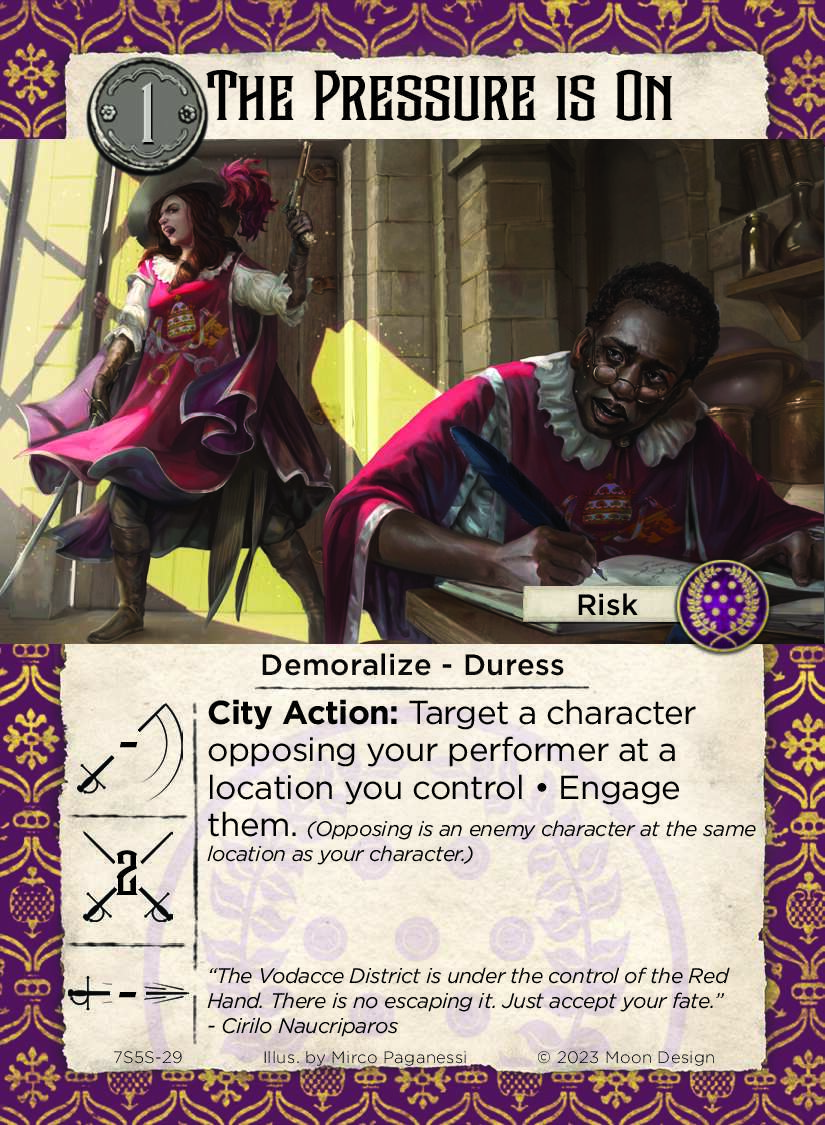 1
The Pressure is On
Risk
Demoralize - Duress
City Action: Target a character
opposing your performer at a
location you control • Engage
them. (Opposing is an enemy character at the same
location as your character.)
-
2
-
“The Vodacce District is under the control of the Red
Hand. There is no escaping it. Just accept your fate.”
- Cirilo Naucriparos
7S5S-29 Illus. by Mirco Paganessi © 2023 Moon Design